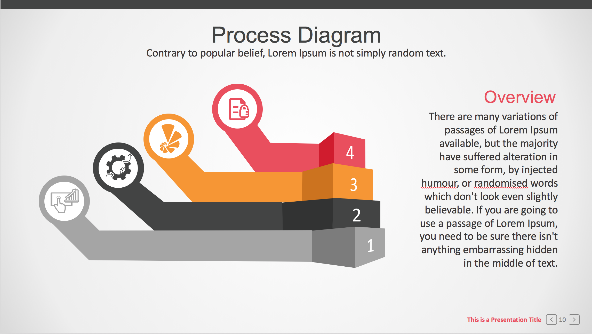 Process Diagram
Contrary to popular belief, Lorem Ipsum is not simply random text.
Overview
There are many variations of
passages of Lorem Ipsum
available, but the majority
have suffered alteration in
some form, by injected
humour, or randomised words
which don't look even slightly
believable. If you are going to
use a passage of Lorem Ipsum,
you need to be sure there isn't
anything embarrassing hidden
in the middle of text.
4
3
2
1
This is a Presentation Title < 10 >